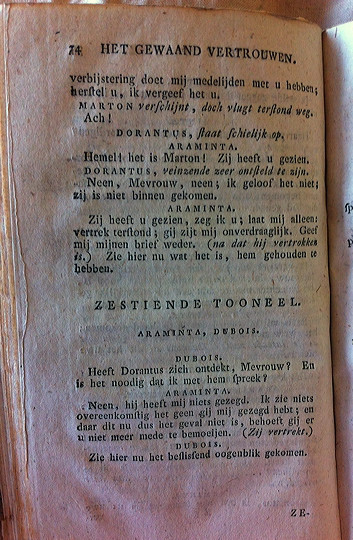 74 HET GEWAAND VERTROUWEN.
verbijstering doet mij medelijden met u hebben;
herſtel u, ik vergeef het u.
MARTON verſchijnt, doch vlugt terſtond weg.
Ach!
DORANTUS, ſtaat ſchielijk op.
ARAMINTA.
Hemel! het is Marton! Zij heeft u gezien.
DORANTUS, veinzende zeer ontſteld te zijn.
Neen, Mevrouw, neen; ik geloof het niet;
zij is niet binnen gekomen.
ARAMINTA.
Zij heeft u gezien, zeg ik u; laat mij alleen:
vertrek terſtond; gij zijt mij onverdraaglijk. Geef
mij mijnen brief weder. (na dat hij vertrokken
is.) Zie hier nu wat het is, hem gehouden te
hebben.
ZESTIENDE TOONEEL.
ARAMINTA, DUBOIS.
DUBOIS.
Heeft Dorantus zich ontdekt, Mevrouw? En
is het noodig dat ik met hem ſpreek?
ARAMINTA.
Neen, hij heeft mij niets gezegd. Ik zie niets
overeenkomſtig het geen gij mij gezegd hebt; en
daar dit nu dus het geval niet is, behoeft gij er
u niet meer mede te bemoeijen. (Zij vertrekt.)
DUBOIS.
Zie hier nu het beſlisſend oogenblik gekomen.
ZE-